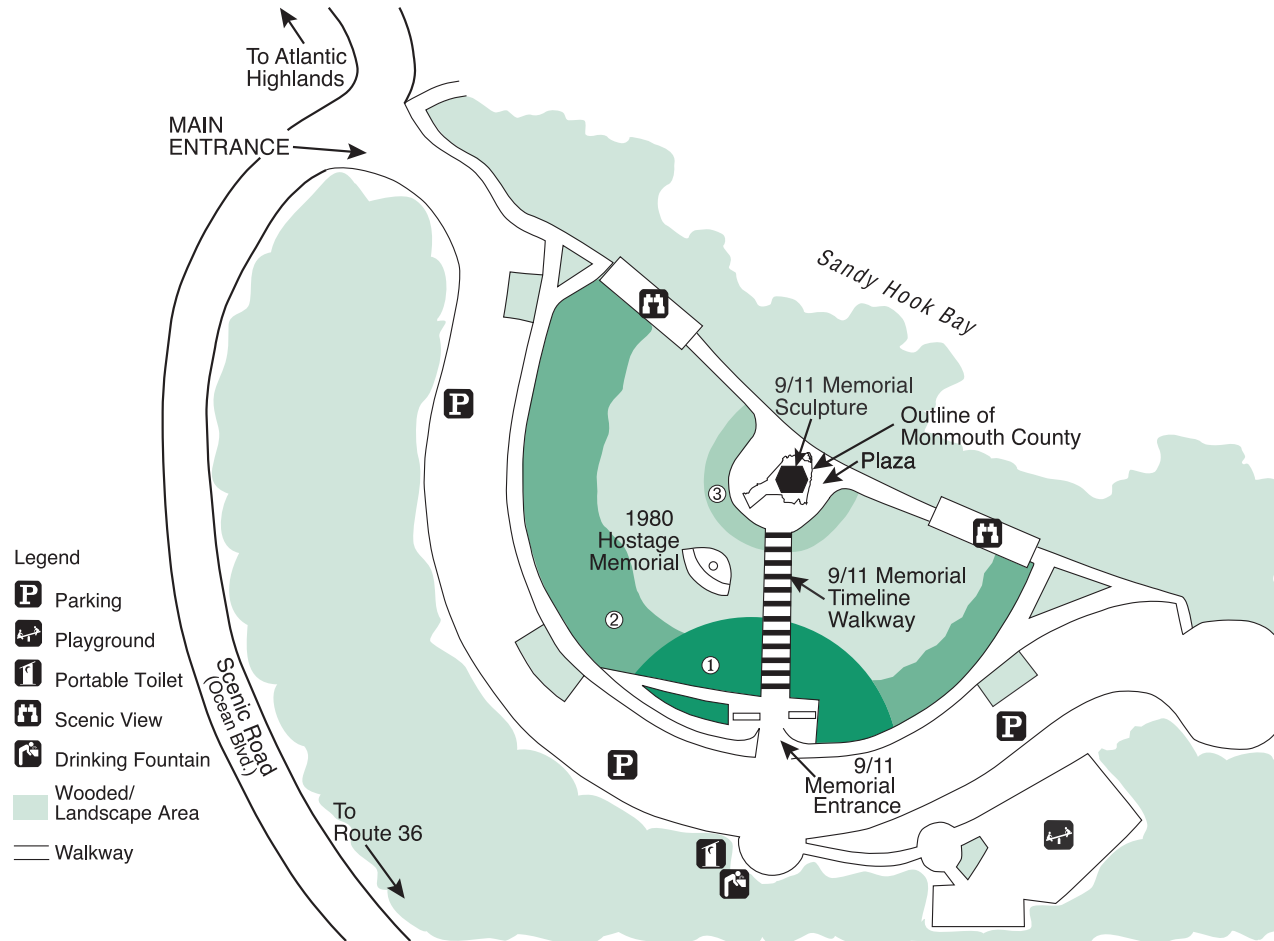 To Atlantic
Highlands
MAIN
ENTRANCE
Sandy Hook Bay
9/11 Memorial
Sculpture
Outline of
Monmouth County
Plaza
P
3
1980
Hostage
Memorial
9/11 Memorial
Timeline
Walkway
2
1
Legend
P Parking
Playground
Portable Toilet
Scenic View
Drinking Fountain
Wooded/
Landscape Area
Walkway
Scenic Road
(Ocean Blvd.)
P
P
9/11
Memorial
Entrance
To
Route 36